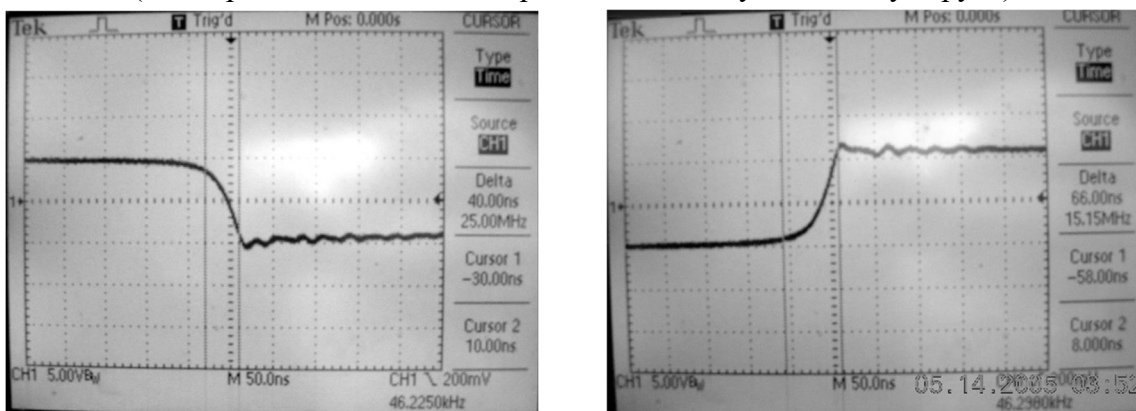 Tek
Trig'd
M Pos: 0.000s
CURSOR
Type
Time
Source
CH1
Delta
40.00ns
25.00MHz
Cursor 1
-30.00ns
Cursor 2
10.00ns
1
CH1 5.00VBW
M 50.0ns
CH1 \ 200mV
46.2250kHz
Tek
Trig'd
M Pos: 0.000s
CURSOR
Type
Time
Source
CH1
Delta
66.00ns
15.15MHz
Cursor 1
-58.00ns
Cursor 2
8.000ns
1
CH1 5.00VBW
M 50.0ns
46.2980kHz